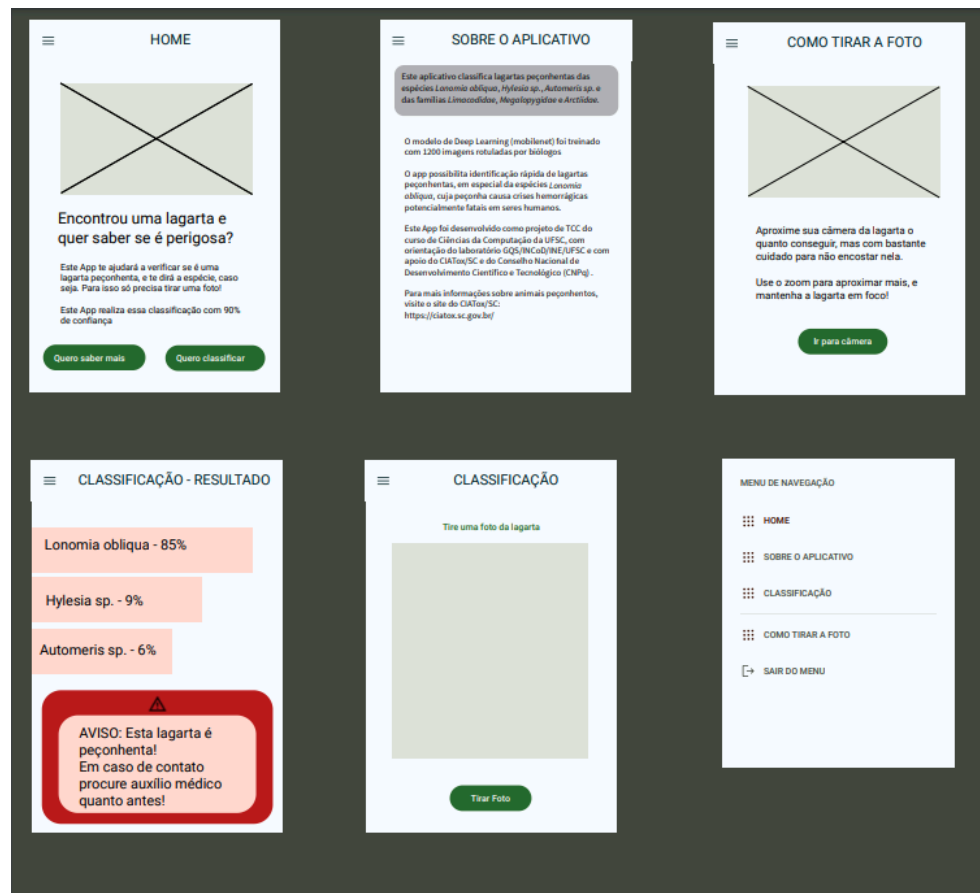 HOME
Encontrou uma lagarta e
quer saber se é perigosa?
Este App te ajudará a verificar se é uma
lagarta peçonhenta, e te dirá a espécie, caso
seja. Para isso só precisa tirar uma foto!
Este App realiza essa classificação com 90%
de confiança
Quero saber mais
Quero classificar
SOBRE O APLICATIVO
Este aplicativo classifica lagartas peçonhentas das
espécies Lonomia obliqua, Hylesia sp., Automeris sp. e
das famílias Limacodidae, Megalopygidae e Arctiidae.
O modelo de Deep Learning (mobilenet) foi treinado
com 1200 imagens rotuladas por biólogos
O app possibilita identificação rápida de lagartas
peçonhentas, em especial da espécies Lonomia
obliqua, cuja peçonha causa crises hemorrágicas
potencialmente fatais em seres humanos.
Este App foi desenvolvido como projeto de TCC do
curso de Ciências da Computação da UFSC, com
orientação do laboratório GQS/INCoD/INE/UFSC e com
apoio do CIATox/SC e do Conselho Nacional de
Desenvolvimento Científico e Tecnológico (CNPq) .
Para mais informações sobre animais peçonhentos,
visite o site do CIATox/SC:
https://ciatox.sc.gov.br/
COMO TIRAR A FOTO
Aproxime sua câmera da lagarta o
quanto conseguir, mas com bastante
cuidado para não encostar nela.
Use o zoom para aproximar mais, e
mantenha a lagarta em foco!
Ir para câmera
CLASSIFICAÇÃO - RESULTADO
Lonomia obliqua - 85%
Hylesia sp. - 9%
Automeris sp. - 6%
AVISO: Esta lagarta é
peçonhenta!
Em caso de contato
procure auxílio médico
quanto antes!
CLASSIFICAÇÃO
Tire uma foto da lagarta
Tirar Foto
MENU DE NAVEGAÇÃO
HOME
SOBRE O APLICATIVO
CLASSIFICAÇÃO
COMO TIRAR A FOTO
SAIR DO MENU